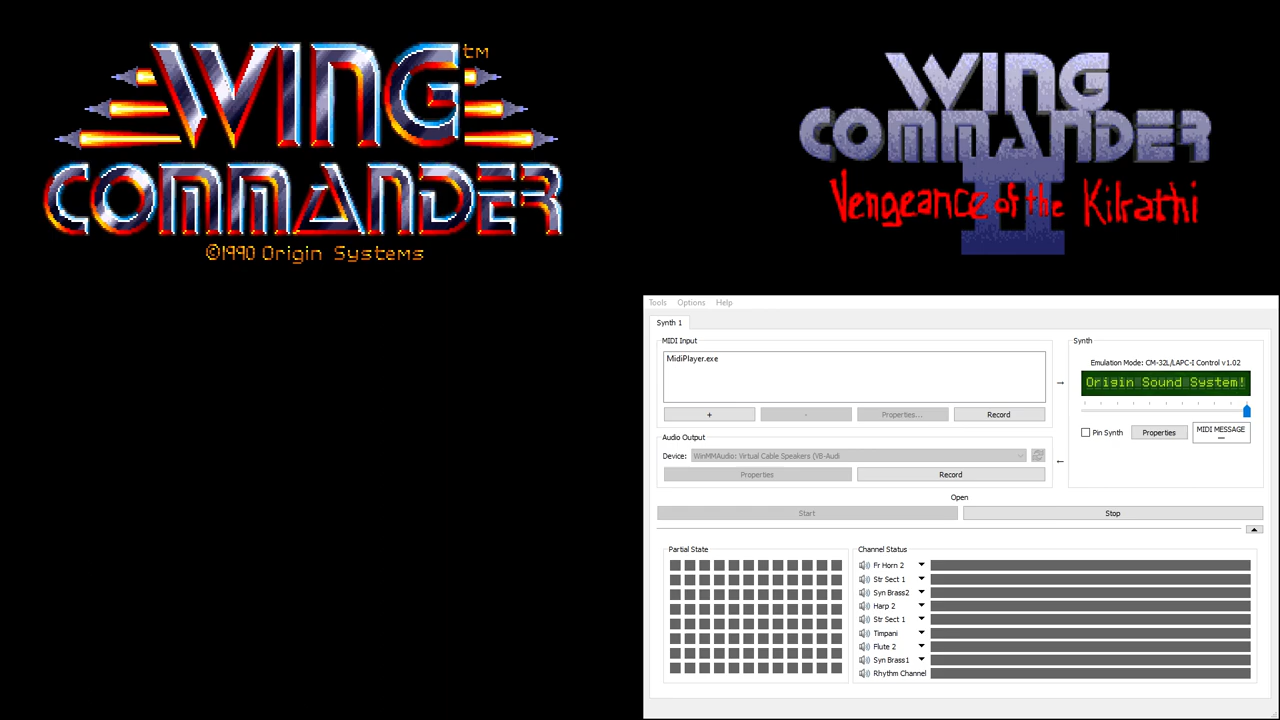 WING
TM
COMMANDER
©1990 Origin Systems
WING
COMMANDER
II
Vengeance of the Kilrathi
Tools Options Help
Synth 1
MIDI Input
MidiPlayer.exe
+ - Properties... Record
Audio Output
Device: WinMMAudio: Virtual Cable Speakers (VB-Audi
Properties Record
Synth
Emulation Mode: CM-32L/LAPC-I Control v1.02
Origin Sound System!
Pin Synth Properties MIDI MESSAGE
Open
Start Stop
Partial State
Channel Status
Fr Horn 2
Str Sect 1
Syn Brass2
Harp 2
Str Sect 1
Timpani
Flute 2
Syn Brass1
Rhythm Channel